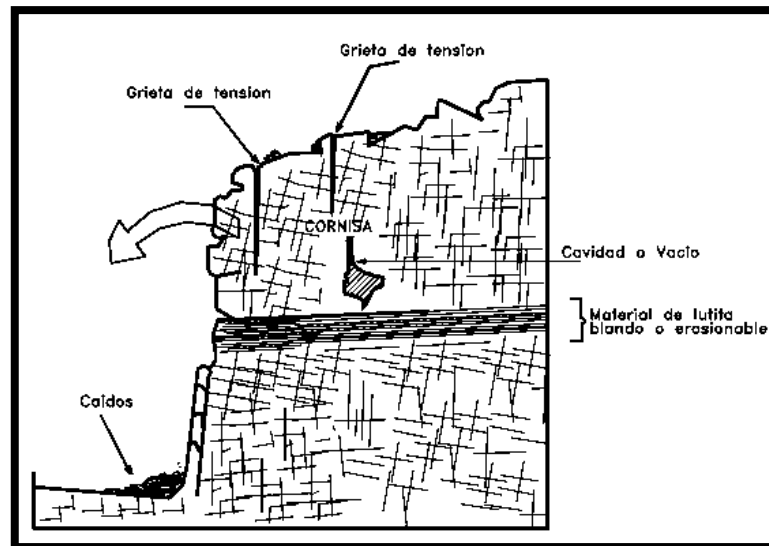 Grieta de tension
Grieta de tension
CORNISA
Cavidad o Vacio
Material de lutita
blando o erosionable
Caidos